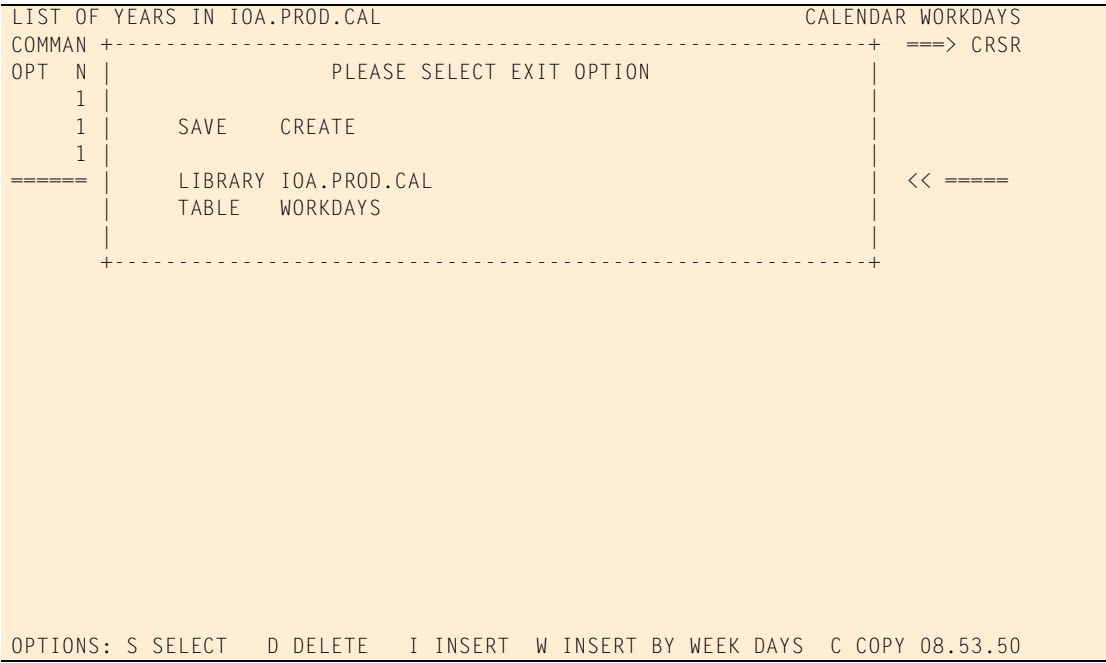 LIST OF YEARS IN IOA.PROD.CAL                                 CALENDAR WORKDAYS
COMMAN +-----------------------------------------------------------+  ===> CRSR
OPT  N |                 PLEASE SELECT EXIT OPTION                 |
     1 |                                                           |
     1 |     SAVE    CREATE                                        |
     1 |                                                           |
====== |     LIBRARY IOA.PROD.CAL                                  |  << =====
       |     TABLE   WORKDAYS                                      |
       |                                                           |
       +-----------------------------------------------------------+
OPTIONS: S SELECT   D DELETE   I INSERT  W INSERT BY WEEK DAYS  C COPY 08.53.50